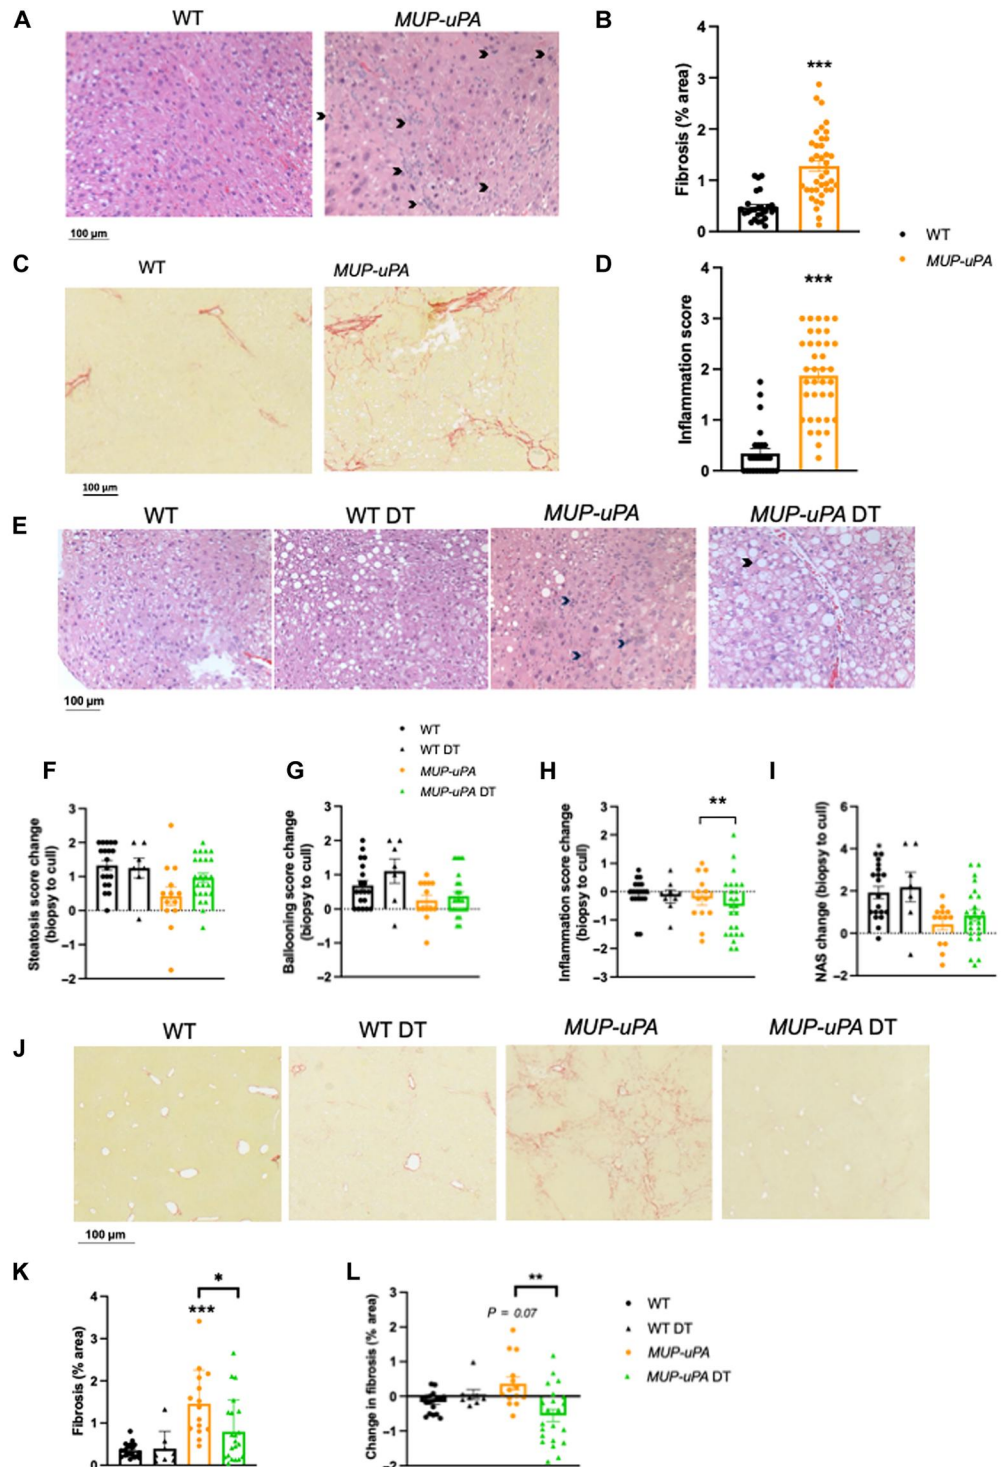 A
WT
MUP-uPA
100 µm
B
Fibrosis (% area)
4
3
2
1
0
***
WT
MUP-uPA
C
WT
MUP-uPA
100 µm
D
Inflammation score
4
3
2
1
0
***
E
WT
WT DT
MUP-uPA
MUP-uPA DT
100 µm
WT
WT DT
MUP-uPA
MUP-uPA DT
F
Steatosis score change
(biopsy to cull)
3
2
1
0
−1
−2
G
Ballooning score change
(biopsy to cull)
3
2
1
0
−1
−2
H
Inflammation score change
(biopsy to cull)
3
2
1
0
−1
−2
−3
**
I
NAS change (biopsy to cull)
6
4
2
0
−2
J
WT
WT DT
MUP-uPA
MUP-uPA DT
100 µm
K
Fibrosis (% area)
4
3
2
1
0
***
*
L
Change in fibrosis (% area)
3
2
1
0
−1
−2
P = 0.07
**
WT
WT DT
MUP-uPA
MUP-uPA DT